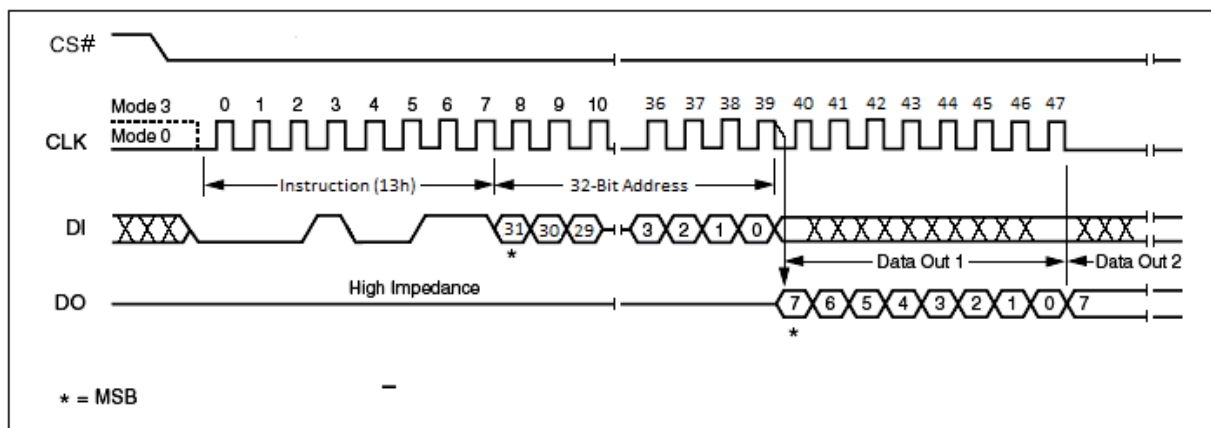 CS#
Mode 3 0 1 2 3 4 5 6 7 8 9 10 36 37 38 39 40 41 42 43 44 45 46 47
Mode 0
CLK
Instruction (13h) 32-Bit Address
DI 31 30 29 3 2 1 0
*
Data Out 1 Data Out 2
High Impedance
DO 7 6 5 4 3 2 1 0 7
*
* = MSB